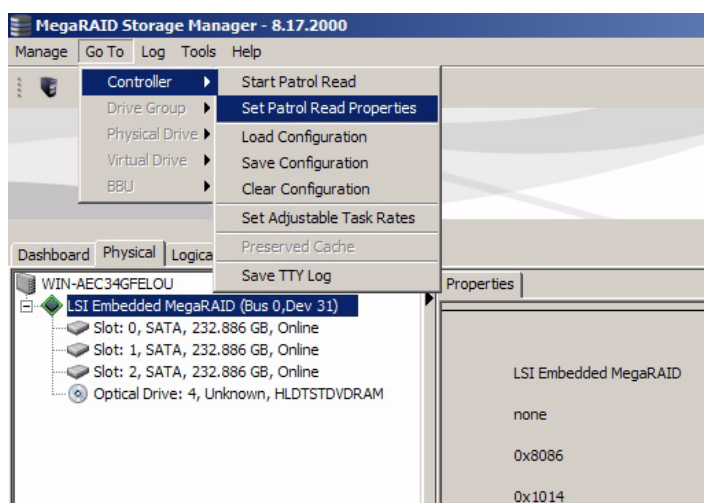 MegaRAID Storage Manager - 8.17.2000
Manage Go To Log Tools Help
Controller
Drive Group
Physical Drive
Virtual Drive
BBU
Start Patrol Read
Set Patrol Read Properties
Load Configuration
Save Configuration
Clear Configuration
Set Adjustable Task Rates
Preserved Cache
Save TTY Log
Dashboard Physical Logica
WIN-AEC34GFELOU
LSI Embedded MegaRAID (Bus 0,Dev 31)
Slot: 0, SATA, 232.886 GB, Online
Slot: 1, SATA, 232.886 GB, Online
Slot: 2, SATA, 232.886 GB, Online
Optical Drive: 4, Unknown, HLDTSTDVDRAM
Properties
LSI Embedded MegaRAID
none
0x8086
0x1014